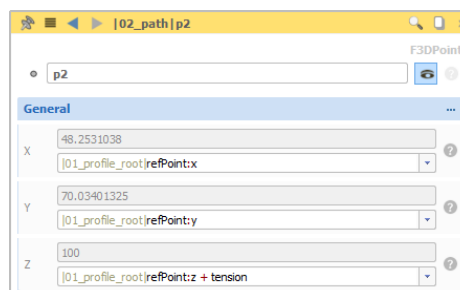 |02_path|p2
F3DPoint
p2
General
X
48.2531038
|01_profile_root|refPoint:x
Y
70.03401325
|01_profile_root|refPoint:y
Z
100
|01_profile_root|refPoint:z + tension